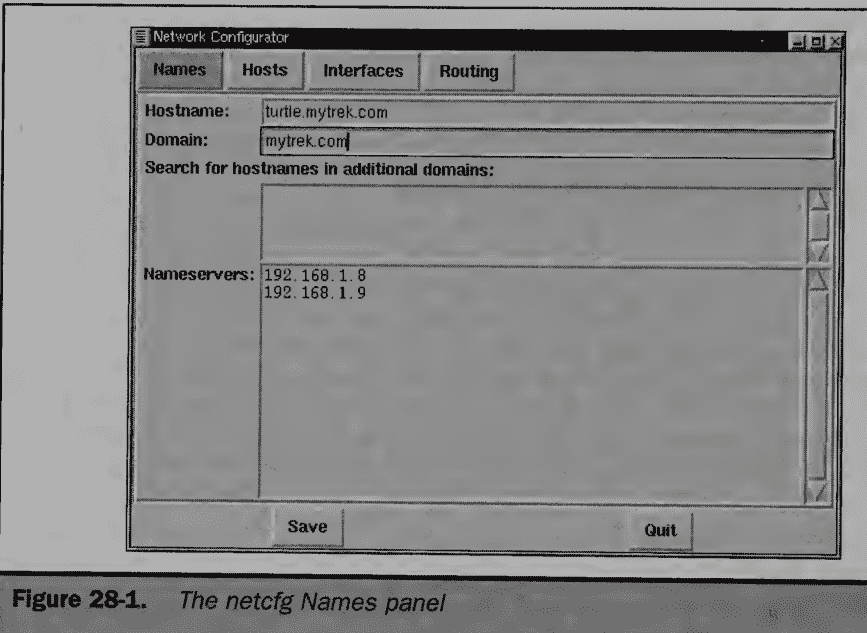 Network Configurator
Names Hosts Interfaces Routing
Hostname: turtle.mytrek.com
Domain: mytrek.com
Search for hostnames in additional domains:
Nameservers: 192.168.1.8
192.168.1.9
Save Quit
Figure 28-1. The netcfg Names panel